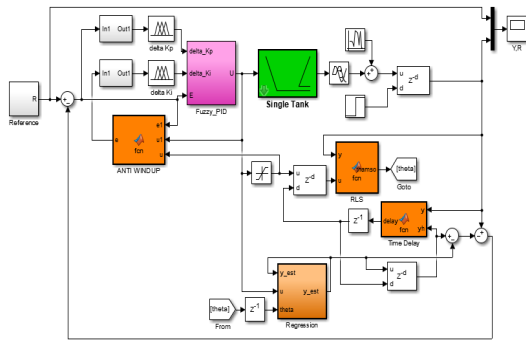 In1 Out1
delta Kp
In1 Out1
delta Ki
delta_Kp
delta_Ki
E
U
Fuzzy_PID
Single Tank
u
d
Z-d
Y,R
R
Reference
e
e1
u1
u
fcn
ANTI WINDUP
u
d
Z-d
y
u
fcn
RLS
[theta]
Goto
z-1
delay
y
yh
fcn
Time Delay
u
d
Z-d
y_est
u
theta
y_est
Regression
[theta]
From
z-1